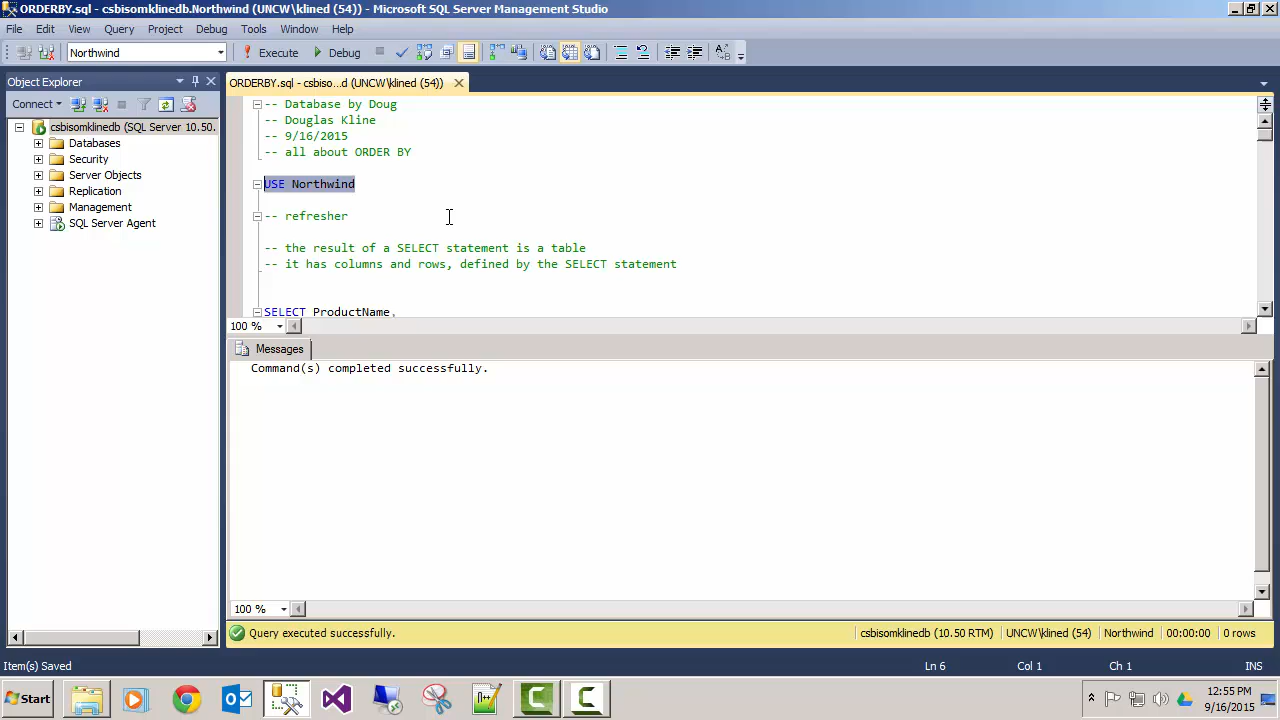 ORDERBY.sql - csbisomklinedb.Northwind (UNCW\klined (54)) - Microsoft SQL Server Management Studio
File Edit View Query Project Debug Tools Window Help
Northwind Execute Debug
Object Explorer
Connect
csbisomklinedb (SQL Server 10.50.
Databases
Security
Server Objects
Replication
Management
SQL Server Agent
ORDERBY.sql - csbiso...d (UNCW\klined (54))
-- Database by Doug
-- Douglas Kline
-- 9/16/2015
-- all about ORDER BY
USE Northwind
-- refresher
-- the result of a SELECT statement is a table
-- it has columns and rows, defined by the SELECT statement
SELECT ProductName,
100 %
Messages
Command(s) completed successfully.
100 %
Query executed successfully. csbisomklinedb (10.50 RTM) UNCW\klined (54) Northwind 00:00:00 0 rows
Item(s) Saved Ln 6 Col 1 Ch 1 INS
Start
12:55 PM
9/16/2015